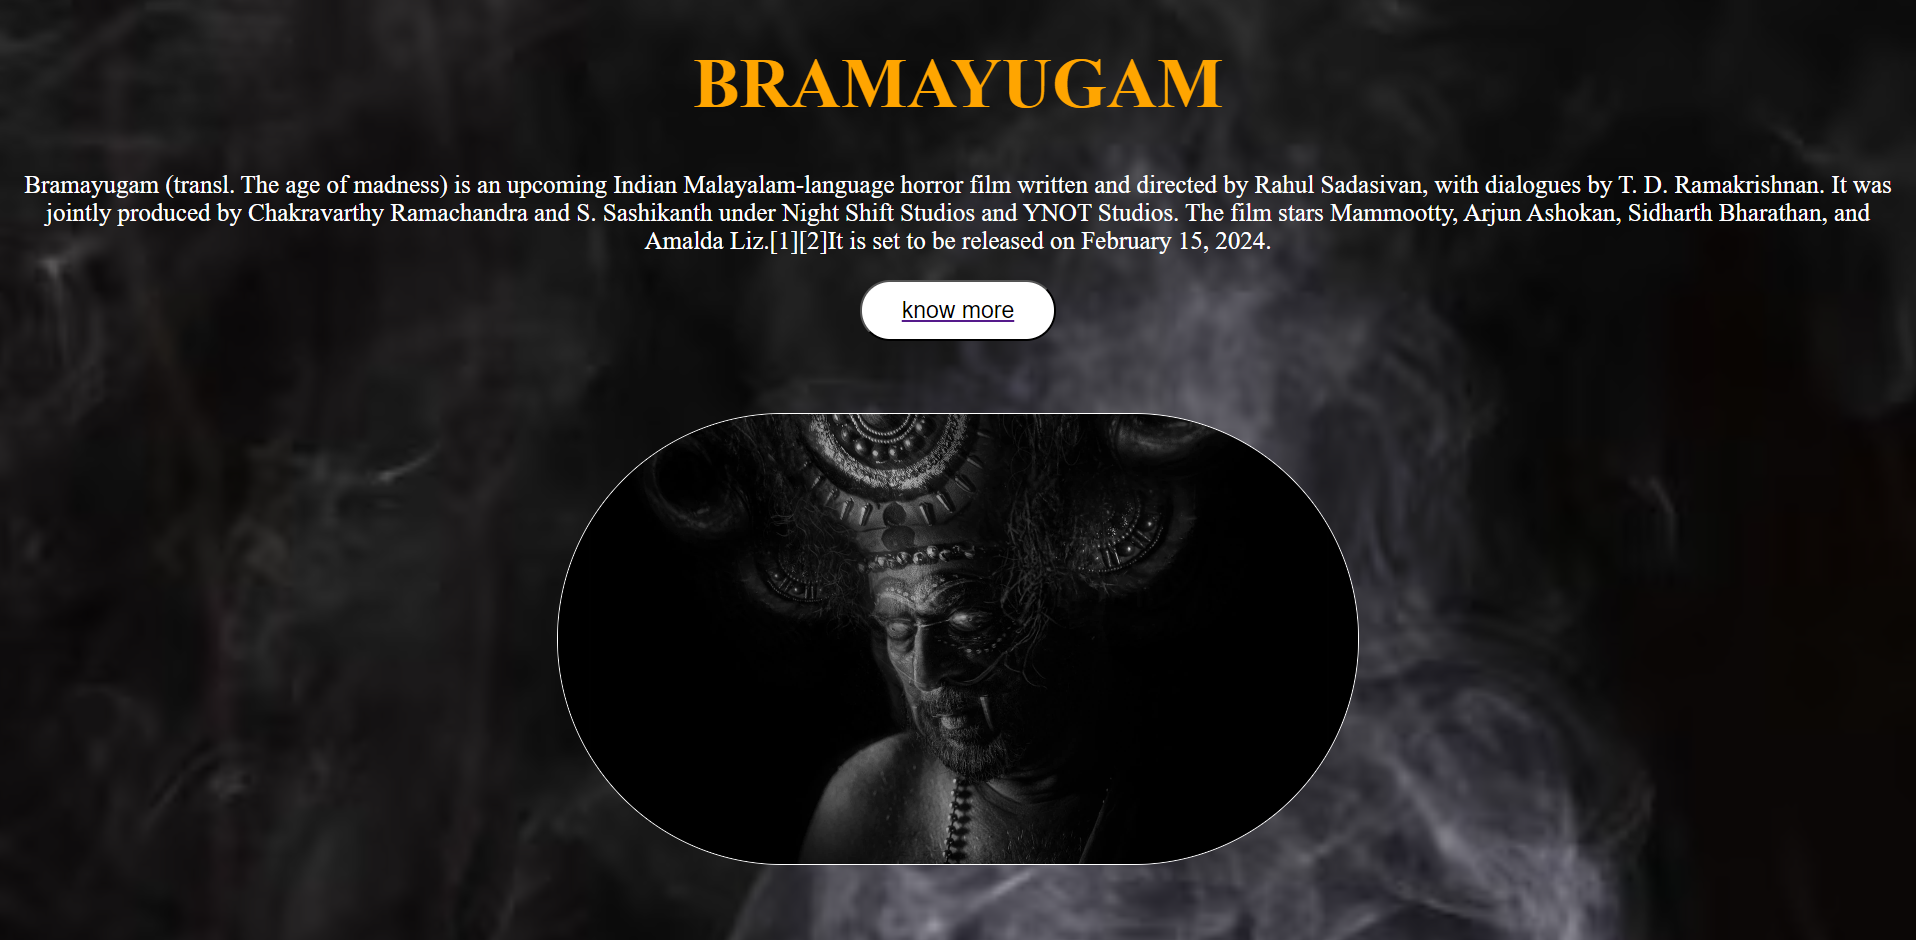 BRAMAYUGAM
Bramayugam (transl. The age of madness) is an upcoming Indian Malayalam-language horror film written and directed by Rahul Sadasivan, with dialogues by T. D. Ramakrishnan. It was
jointly produced by Chakravarthy Ramachandra and S. Sashikanth under Night Shift Studios and YNOT Studios. The film stars Mammootty, Arjun Ashokan, Sidharth Bharathan, and
Amalda Liz.[1][2]It is set to be released on February 15, 2024.
know more